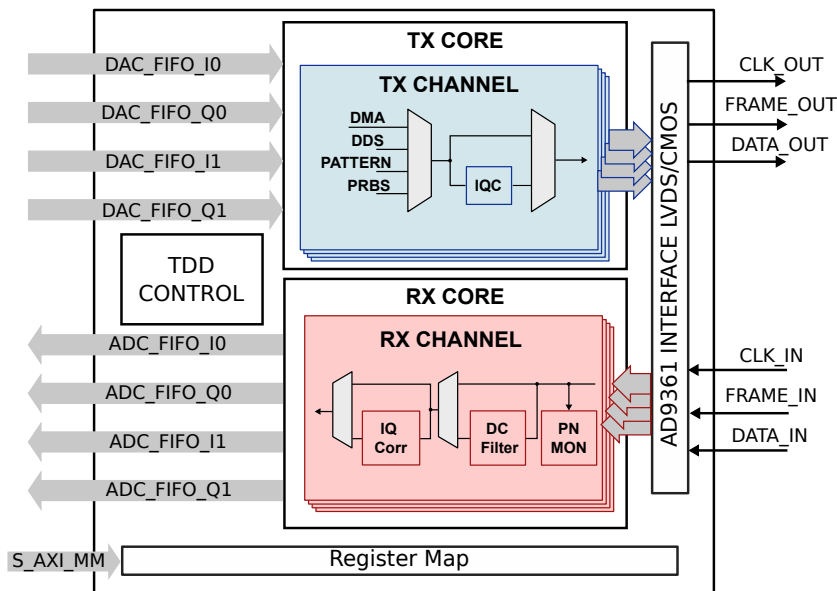 TX CORE
TX CHANNEL
DAC_FIFO_I0
DAC_FIFO_Q0
DAC_FIFO_I1
DAC_FIFO_Q1
DMA
DDS
PATTERN
PRBS
IQC
AD9361 INTERFACE LVDS/CMOS
CLK_OUT
FRAME_OUT
DATA_OUT
TDD
CONTROL
RX CORE
RX CHANNEL
ADC_FIFO_I0
ADC_FIFO_Q0
ADC_FIFO_I1
ADC_FIFO_Q1
IQ
Corr
DC
Filter
PN
MON
CLK_IN
FRAME_IN
DATA_IN
S_AXI_MM
Register Map